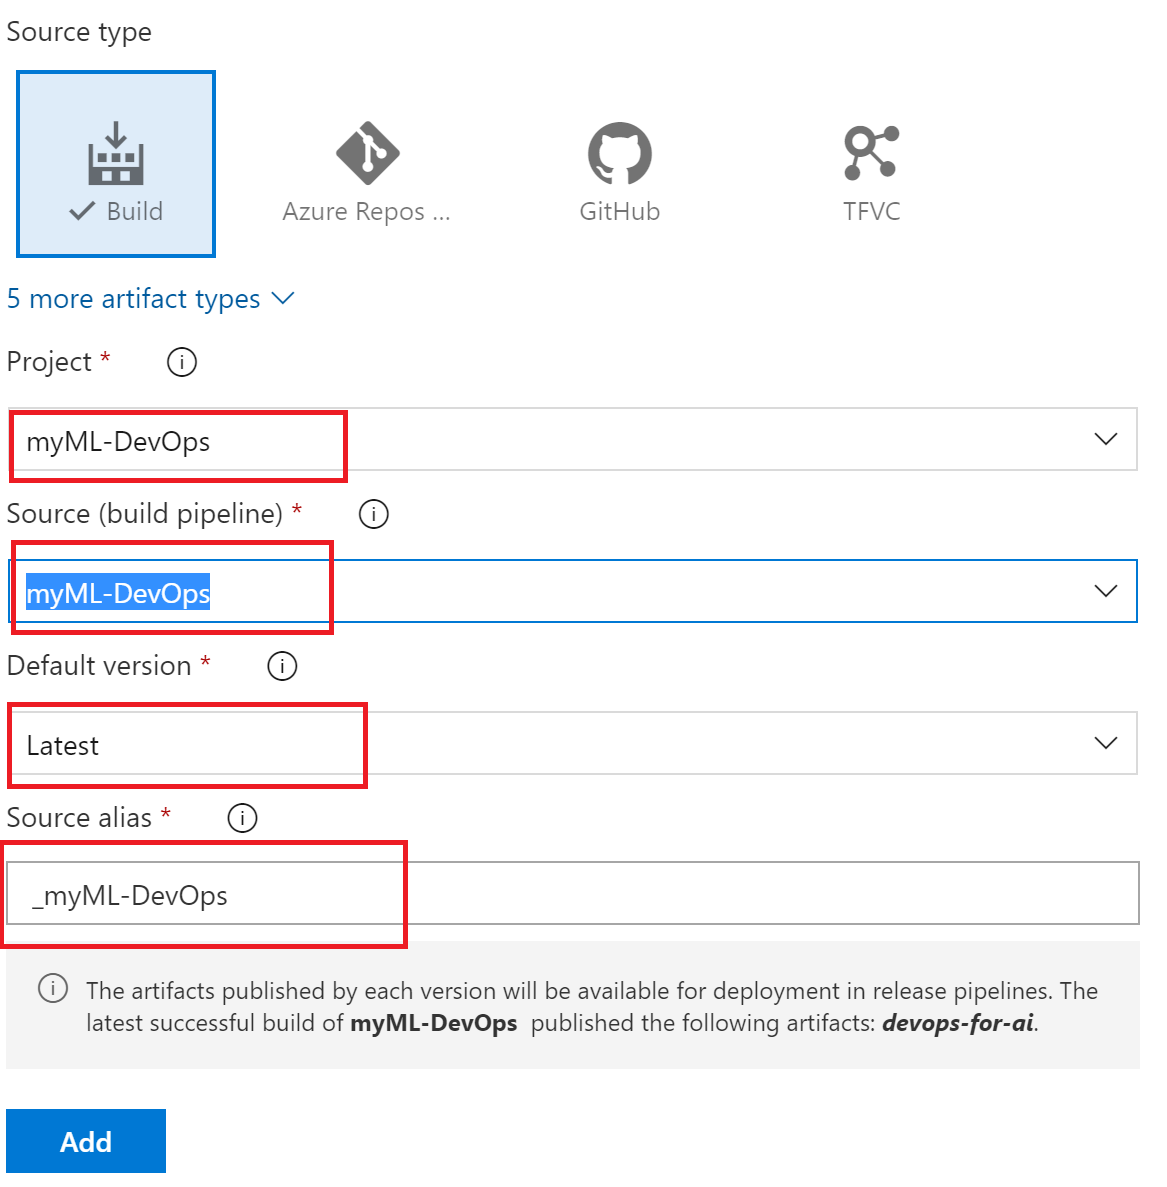 Source type
Build
Azure Repos ...
GitHub
TFVC
5 more artifact types
Project *
myML-DevOps
Source (build pipeline) *
myML-DevOps
Default version *
Latest
Source alias *
_myML-DevOps
The artifacts published by each version will be available for deployment in release pipelines. The
latest successful build of myML-DevOps published the following artifacts: devops-for-ai.
Add